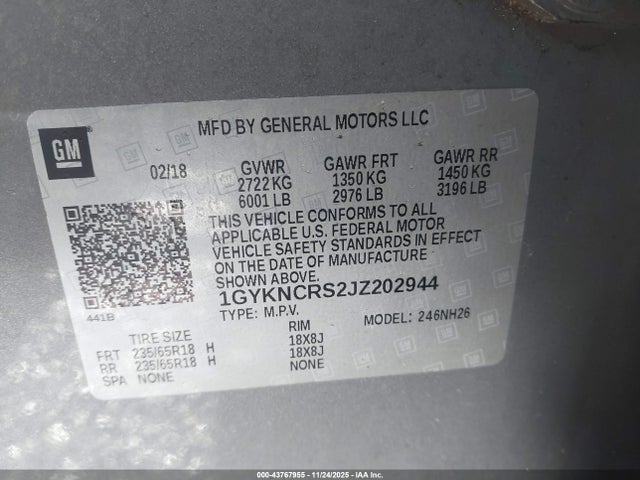 GM
MFD BY GENERAL MOTORS LLC
02/18 GVWR GAWR FRT GAWR RR
2722 KG 1350 KG 1450 KG
6001 LB 2976 LB 3196 LB
THIS VEHICLE CONFORMS TO ALL
APPLICABLE U.S. FEDERAL MOTOR
VEHICLE SAFETY STANDARDS IN EFFECT
ON THE DATE OF MANUFACTURE
SHOWN ABOVE.
1GYKNCRS2JZ202944
441B
TYPE: M.P.V. MODEL: 246NH26
TIRE SIZE RIM
FRT 235/65R18 H 18X8J
RR 235/65R18 H 18X8J
SPA NONE NONE
000-43767955 - 11/24/2025 - IAA Inc.